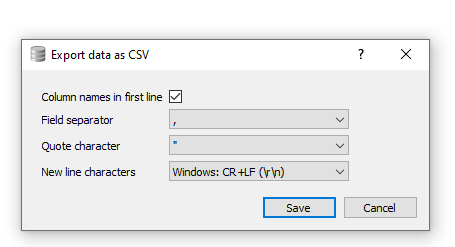 Export data as CSV
Column names in first line
Field separator ,
Quote character "
New line characters Windows: CR+LF (\r\n)
Save Cancel